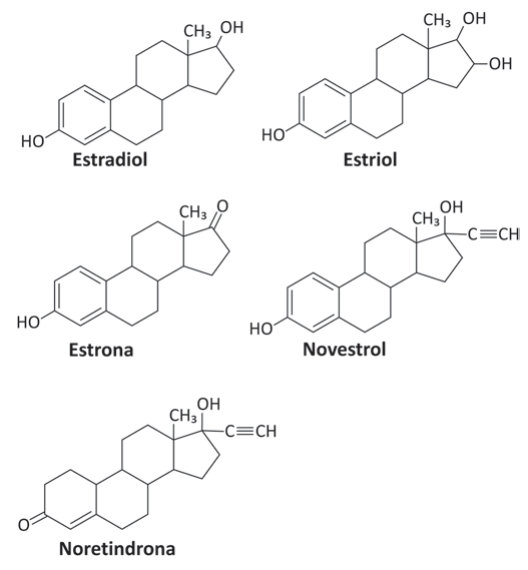 CH₃ OH
HO
Estradiol
CH₃ OH
OH
HO
Estriol
CH₃ O
HO
Estrona
OH
CH₃
C≡CH
HO
Novestrol
OH
CH₃
C≡CH
O
Noretindrona